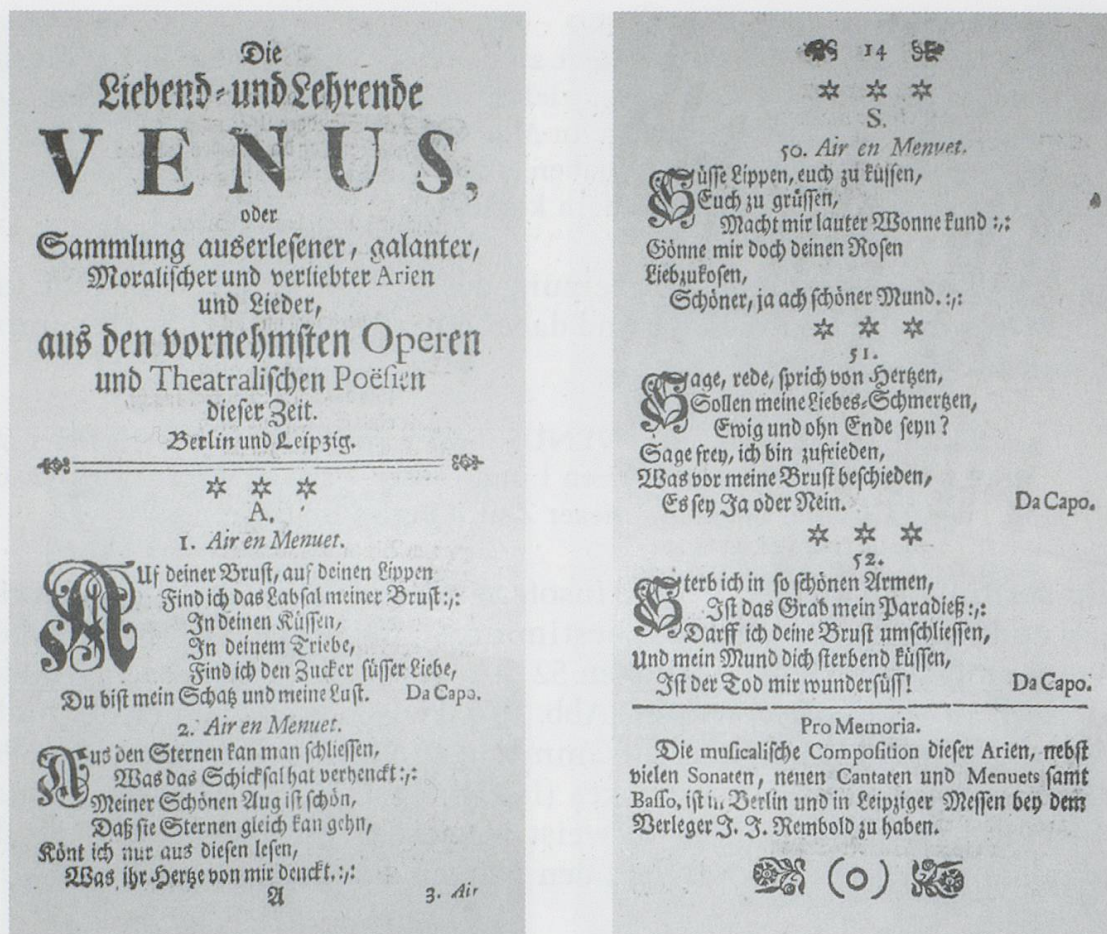 Die
Liebend- und Lehrende
VENUS,
oder
Sammlung auserlesener, galanter,
Moralischer und verliebter Arien
und Lieder,
aus den vornehmsten Operen
und Theatralischen Poësien
dieser Zeit.
Berlin und Leipzig.
A.
1. Air en Menuet.
AUf deiner Brust, auf deinen Lippen
Find ich das Labsal meiner Brust:,:
In deinen Küssen,
In deinem Triebe,
Find ich den Zucker süsser Liebe,
Du bist mein Schatz und meine Lust. Da Capo.
2. Air en Menuet.
Aus den Sternen kan man schliessen,
Was das Schicksal hat verhenckt:,:
Meiner Schönen Aug ist schön,
Daß sie Sternen gleich kan gehn,
Könt ich nur aus diesen lesen,
Was ihr Hertze von mir denckt.:,:
A 3. Air
14
S.
50. Air en Menuet.
Süsse Lippen, euch zu küssen,
Euch zu grüssen,
Macht mir lauter Wonne kund:,:
Gönne mir doch deinen Rosen
Liebzukosen,
Schöner, ja ach schöner Mund.:,:
51.
Sage, rede, sprich von Hertzen,
Sollen meine Liebes-Schmertzen,
Ewig und ohn Ende seyn?
Sage frey, ich bin zufrieden,
Was vor meine Brust beschieden,
Es sey Ja oder Nein. Da Capo.
52.
Sterb ich in so schönen Armen,
Ist das Grab mein Paradieß:,:
Darff ich deine Brust umschliessen,
Und mein Mund dich sterbend küssen,
Ist der Tod mir wundersüss! Da Capo.
Pro Memoria.
Die musicalische Composition dieser Arien, nebst
vielen Sonaten, neuen Cantaten und Menuets samt
Basso, ist in Berlin und in Leipziger Messen bey dem
Verleger J. J. Rembold zu haben.
(O)